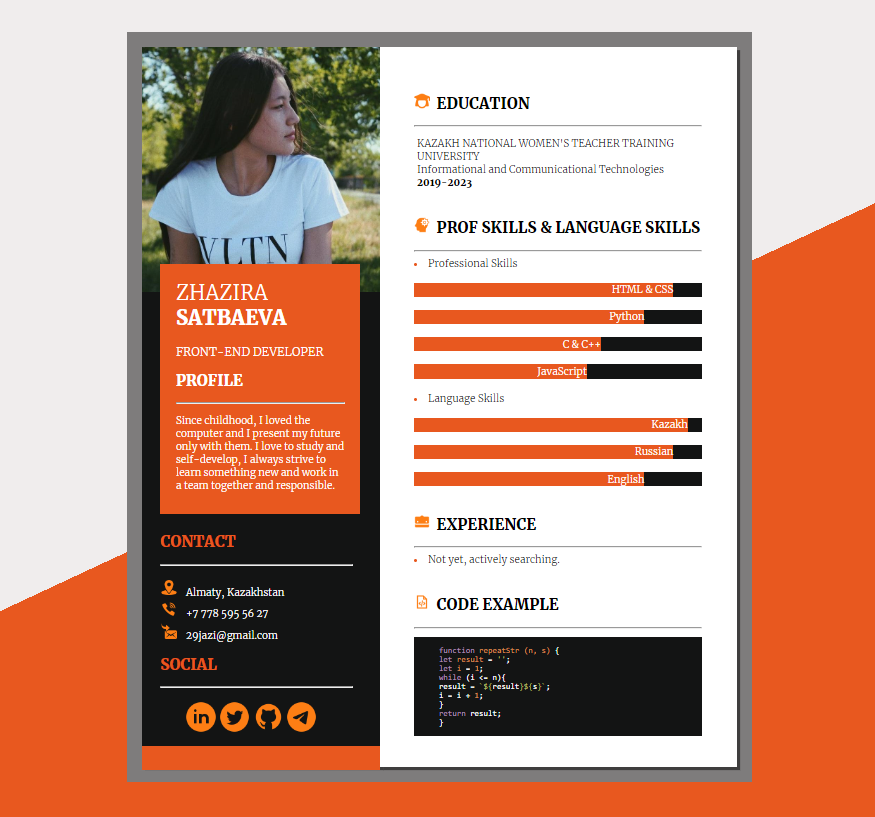 VLTN
ZHAZIRA
SATBAEVA
FRONT-END DEVELOPER
PROFILE
Since childhood, I loved the
computer and I present my future
only with them. I love to study and
self-develop, I always strive to
learn something new and work in
a team together and responsible.
CONTACT
Almaty, Kazakhstan
+7 778 595 56 27
29jazi@gmail.com
SOCIAL
in
EDUCATION
KAZAKH NATIONAL WOMEN'S TEACHER TRAINING
UNIVERSITY
Informational and Communicational Technologies
2019-2023
PROF SKILLS & LANGUAGE SKILLS
Professional Skills
HTML & CSS
Python
C & C++
JavaScript
Language Skills
Kazakh
Russian
English
EXPERIENCE
Not yet, actively searching.
CODE EXAMPLE
function repeatStr (n, s) {
let result = '';
let i = 1;
while (i <= n){
result = `${result}${s}`;
i = i + 1;
}
return result;
}